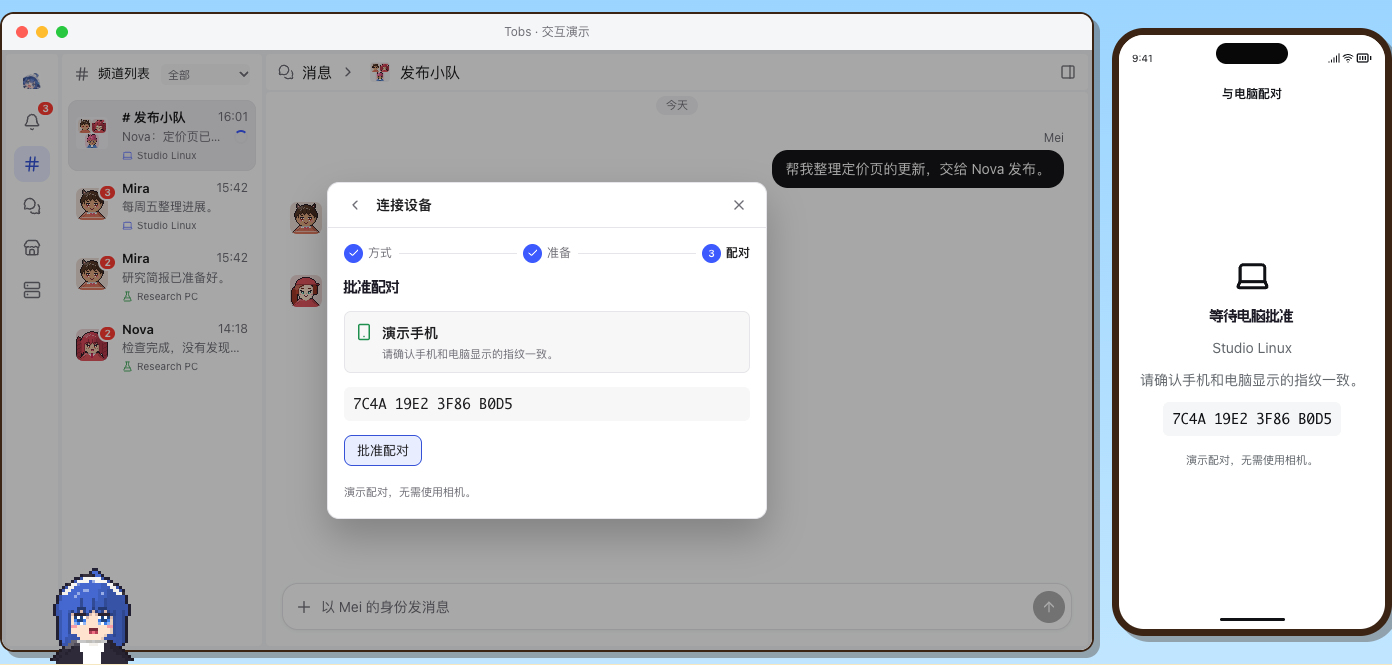 Tobs · 交互演示
3
频道列表
全部
# 发布小队
16:01
Nova：定价页已...
Studio Linux
3
Mira
15:42
每周五整理进展。
Studio Linux
2
Mira
15:42
研究简报已准备好。
Research PC
2
Nova
14:18
检查完成，没有发现...
Research PC
消息
发布小队
今天
Mei
帮我整理定价页的更新，交给 Nova 发布。
连接设备
方式
准备
3 配对
批准配对
演示手机
请确认手机和电脑显示的指纹一致。
7C4A 19E2 3F86 B0D5
批准配对
演示配对，无需使用相机。
以 Mei 的身份发消息
9:41
与电脑配对
等待电脑批准
Studio Linux
请确认手机和电脑显示的指纹一致。
7C4A 19E2 3F86 B0D5
演示配对，无需使用相机。